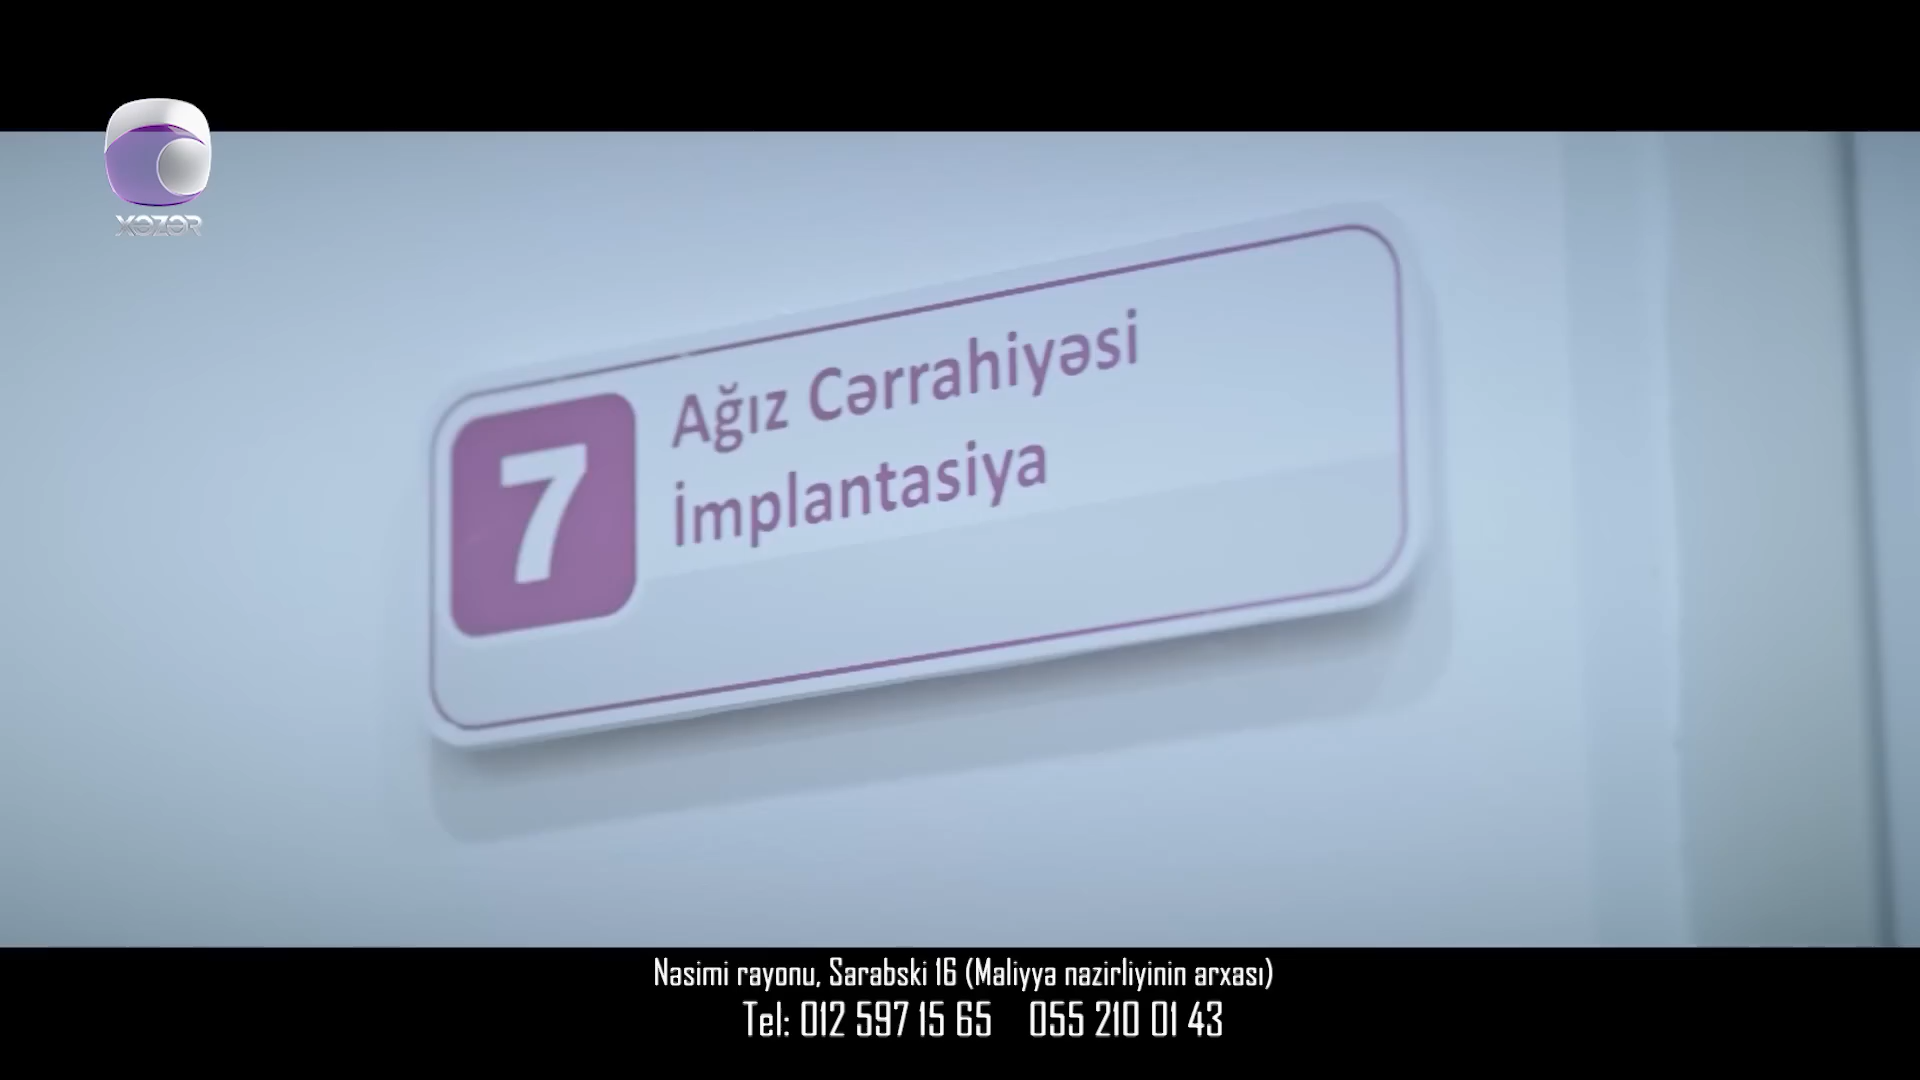 XƏZƏR
7
Ağız Cərrahiyəsi
İmplantasiya
Nasimi rayonu, Sarabski 16 (Maliyya nazirliyinin arxası)
Tel: 012 597 15 65 055 210 01 43